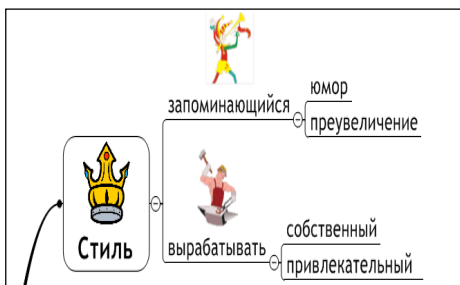 запоминающийся
юмор
преувеличение
Стиль
вырабатывать
собственный
привлекательный